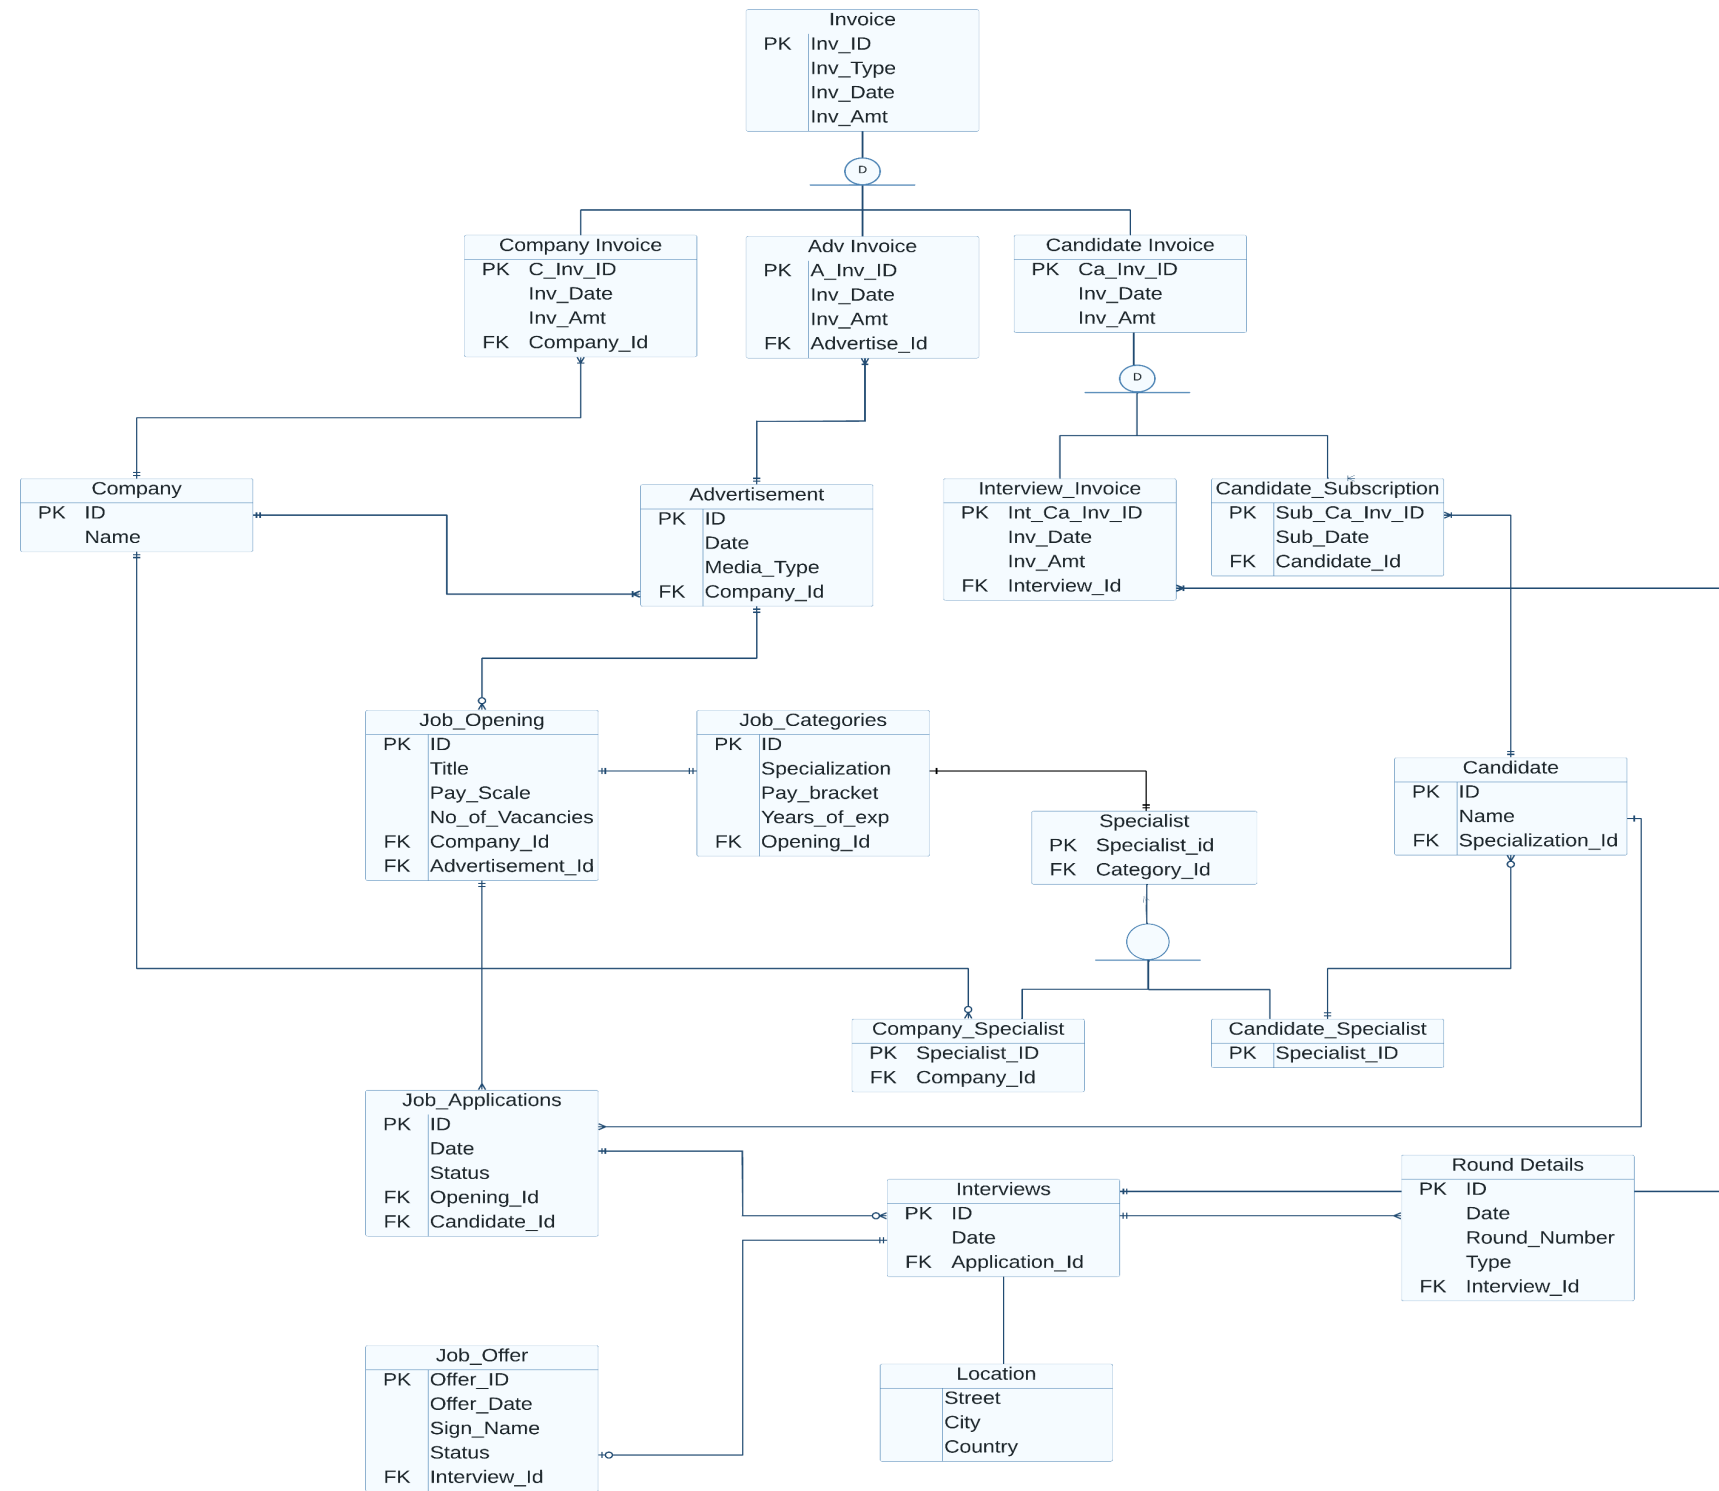 Invoice
PK Inv_ID
Inv_Type
Inv_Date
Inv_Amt
D
Company Invoice
PK C_Inv_ID
Inv_Date
Inv_Amt
FK Company_Id
Adv Invoice
PK A_Inv_ID
Inv_Date
Inv_Amt
FK Advertise_Id
Candidate Invoice
PK Ca_Inv_ID
Inv_Date
Inv_Amt
D
Company
PK ID
Name
Advertisement
PK ID
Date
Media_Type
FK Company_Id
Interview_Invoice
PK Int_Ca_Inv_ID
Inv_Date
Inv_Amt
FK Interview_Id
Candidate_Subscription
PK Sub_Ca_Inv_ID
Sub_Date
FK Candidate_Id
Job_Opening
PK ID
Title
Pay_Scale
No_of_Vacancies
FK Company_Id
FK Advertisement_Id
Job_Categories
PK ID
Specialization
Pay_bracket
Years_of_exp
FK Opening_Id
Specialist
PK Specialist_id
FK Category_Id
Candidate
PK ID
Name
FK Specialization_Id
Company_Specialist
PK Specialist_ID
FK Company_Id
Candidate_Specialist
PK Specialist_ID
Job_Applications
PK ID
Date
Status
FK Opening_Id
FK Candidate_Id
Interviews
PK ID
Date
FK Application_Id
Round Details
PK ID
Date
Round_Number
Type
FK Interview_Id
Job_Offer
PK Offer_ID
Offer_Date
Sign_Name
Status
FK Interview_Id
Location
Street
City
Country